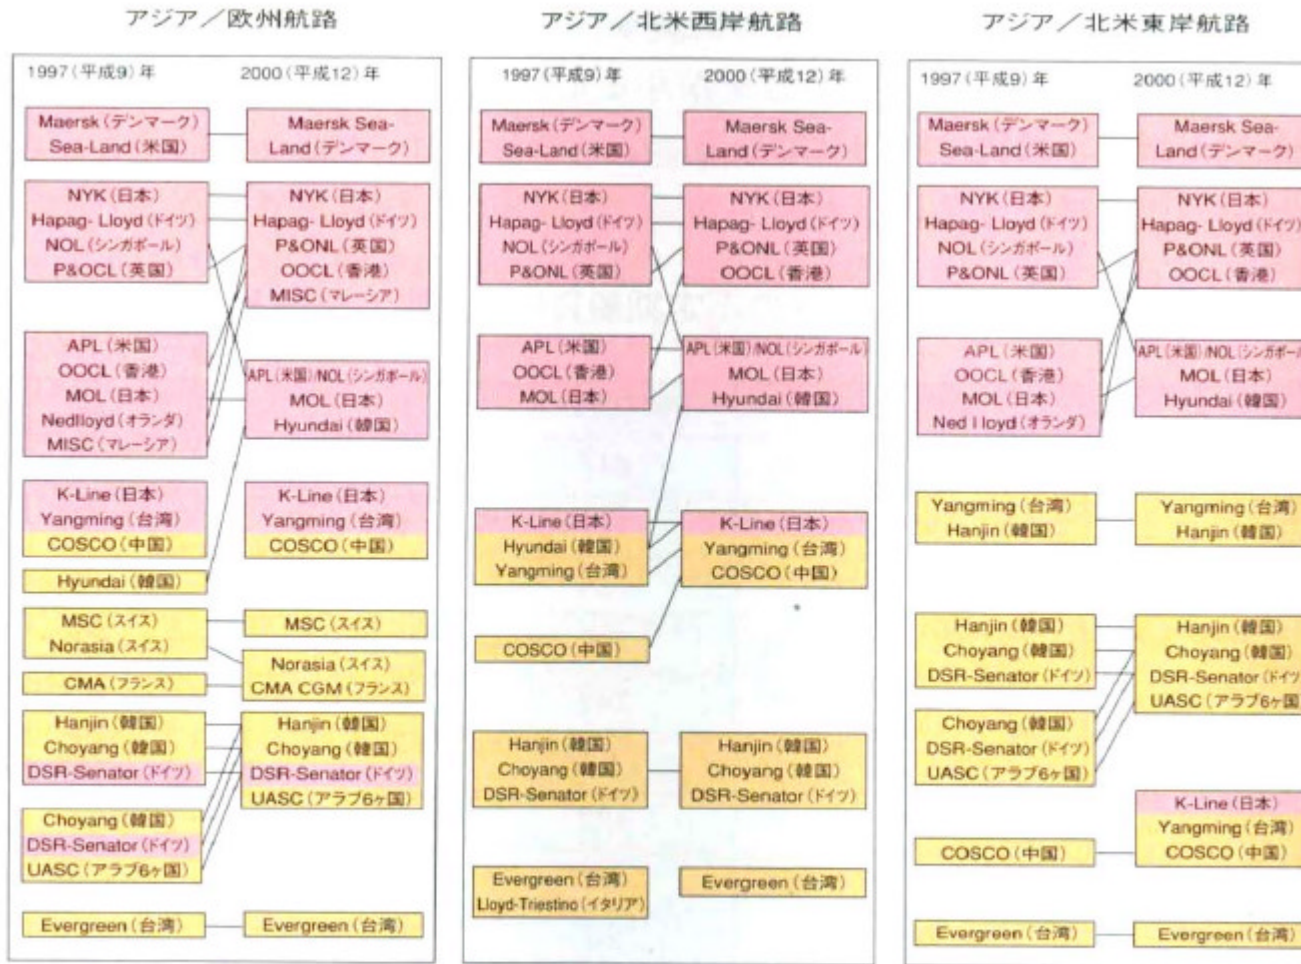 アジア／欧州航路
1997（平成9）年
2000（平成12）年
Maersk（デンマーク）
Sea-Land（米国）
Maersk Sea-
Land（デンマーク）
NYK（日本）
Hapag- Lloyd（ドイツ）
NOL（シンガポール）
P&OCL（英国）
NYK（日本）
Hapag- Lloyd（ドイツ）
P&ONL（英国）
OOCL（香港）
MISC（マレーシア）
APL（米国）
OOCL（香港）
MOL（日本）
Nedlloyd（オランダ）
MISC（マレーシア）
APL（米国）/NOL（シンガポール）
MOL（日本）
Hyundai（韓国）
K-Line（日本）
Yangming（台湾）
COSCO（中国）
K-Line（日本）
Yangming（台湾）
COSCO（中国）
Hyundai（韓国）
MSC（スイス）
Norasia（スイス）
MSC（スイス）
CMA（フランス）
Norasia（スイス）
CMA CGM（フランス）
Hanjin（韓国）
Choyang（韓国）
DSR-Senator（ドイツ）
Hanjin（韓国）
Choyang（韓国）
DSR-Senator（ドイツ）
UASC（アラブ6ヶ国）
Choyang（韓国）
DSR-Senator（ドイツ）
UASC（アラブ6ヶ国）
Evergreen（台湾）
Evergreen（台湾）
アジア／北米西岸航路
1997（平成9）年
2000（平成12）年
Maersk（デンマーク）
Sea-Land（米国）
Maersk Sea-
Land（デンマーク）
NYK（日本）
Hapag- Lloyd（ドイツ）
NOL（シンガポール）
P&ONL（英国）
NYK（日本）
Hapag- Lloyd（ドイツ）
P&ONL（英国）
OOCL（香港）
APL（米国）
OOCL（香港）
MOL（日本）
APL（米国）/NOL（シンガポール）
MOL（日本）
Hyundai（韓国）
K-Line（日本）
Hyundai（韓国）
Yangming（台湾）
K-Line（日本）
Yangming（台湾）
COSCO（中国）
COSCO（中国）
Hanjin（韓国）
Choyang（韓国）
DSR-Senator（ドイツ）
Hanjin（韓国）
Choyang（韓国）
DSR-Senator（ドイツ）
Evergreen（台湾）
Lloyd-Triestino（イタリア）
Evergreen（台湾）
アジア／北米東岸航路
1997（平成9）年
2000（平成12）年
Maersk（デンマーク）
Sea-Land（米国）
Maersk Sea-
Land（デンマーク）
NYK（日本）
Hapag- Lloyd（ドイツ）
NOL（シンガポール）
P&ONL（英国）
NYK（日本）
Hapag- Lloyd（ドイツ）
P&ONL（英国）
OOCL（香港）
APL（米国）
OOCL（香港）
MOL（日本）
Ned l loyd（オランダ）
APL（米国）/NOL（シンガポール）
MOL（日本）
Hyundai（韓国）
Yangming（台湾）
Hanjin（韓国）
Yangming（台湾）
Hanjin（韓国）
Hanjin（韓国）
Choyang（韓国）
DSR-Senator（ドイツ）
Hanjin（韓国）
Choyang（韓国）
DSR-Senator（ドイツ）
UASC（アラブ6ヶ国）
Choyang（韓国）
DSR-Senator（ドイツ）
UASC（アラブ6ヶ国）
K-Line（日本）
Yangming（台湾）
COSCO（中国）
COSCO（中国）
Evergreen（台湾）
Evergreen（台湾）